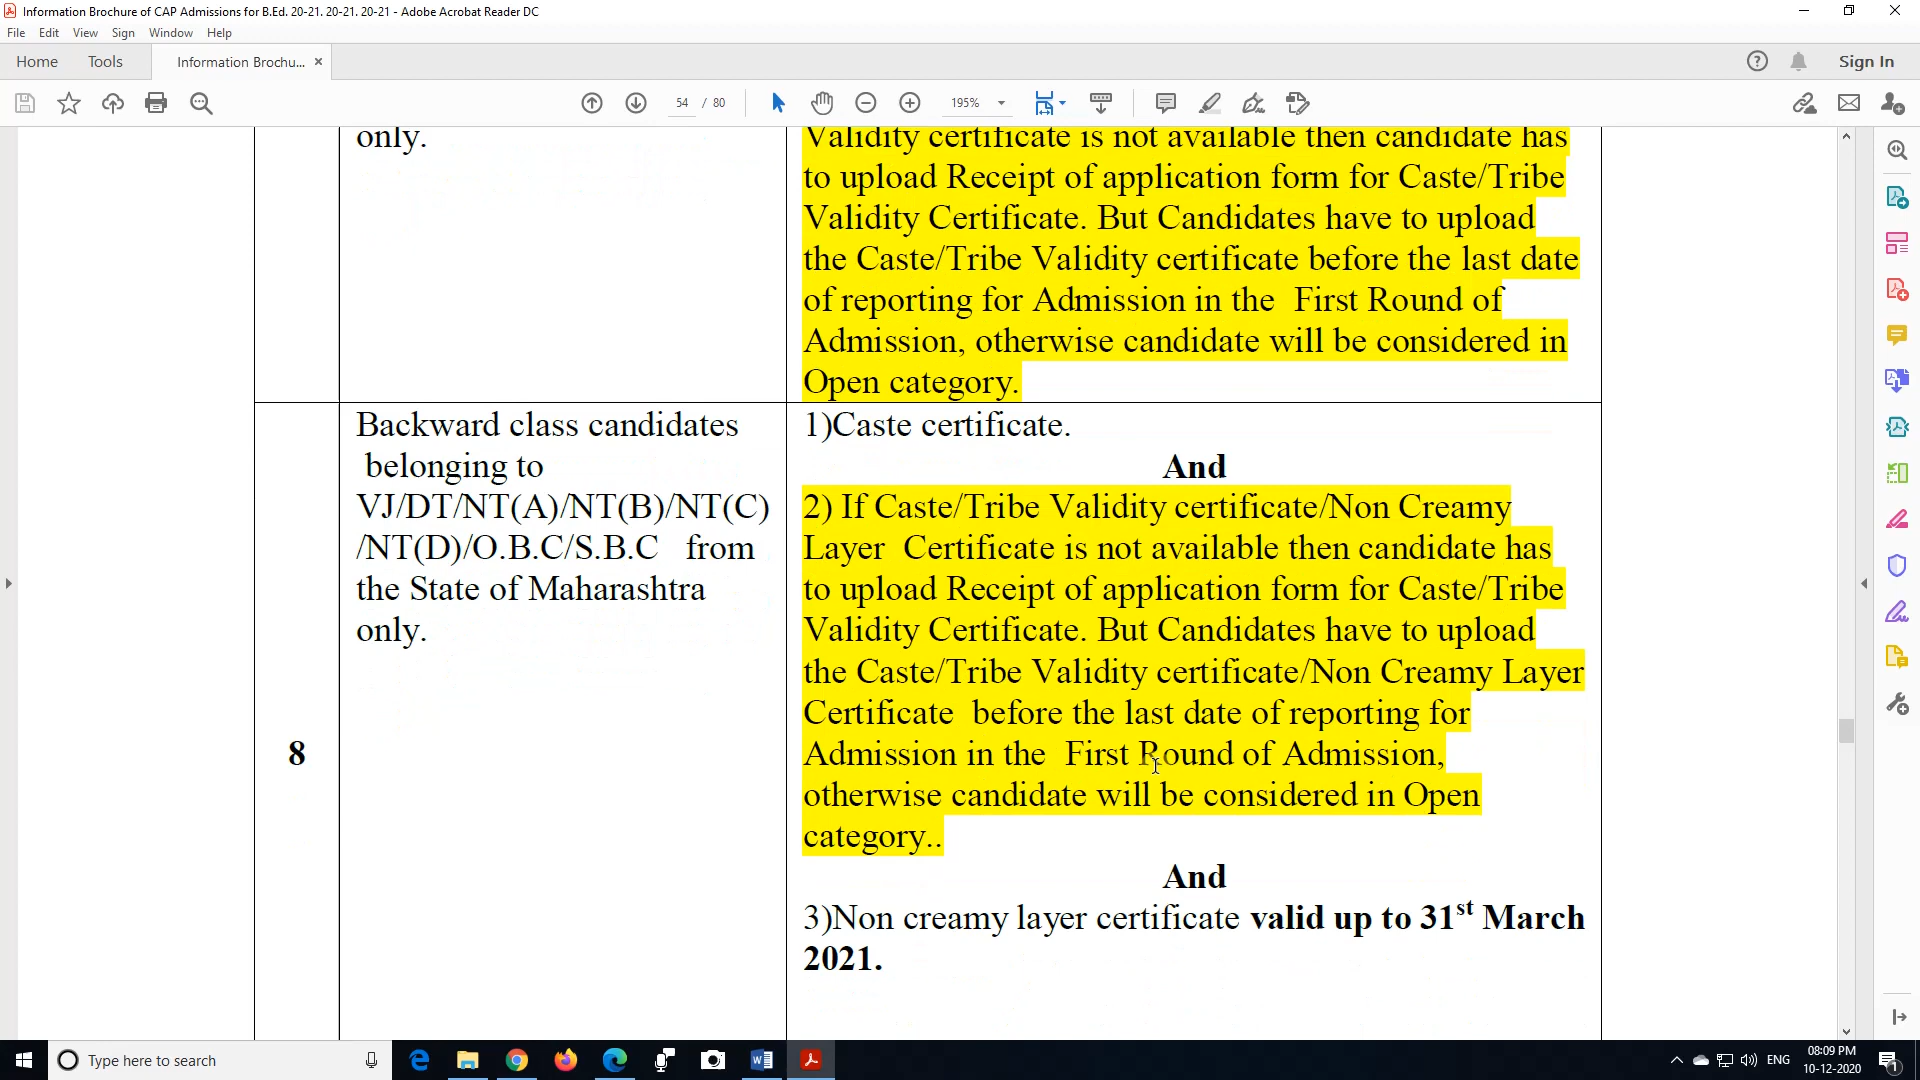 Information Brochure of CAP Admissions for B.Ed. 20-21. 20-21. 20-21 - Adobe Acrobat Reader DC
File Edit View Sign Window Help
Home Tools Information Brochu... × Sign In
54 / 80 195%
only.
Validity certificate is not available then candidate has
to upload Receipt of application form for Caste/Tribe
Validity Certificate. But Candidates have to upload
the Caste/Tribe Validity certificate before the last date
of reporting for Admission in the First Round of
Admission, otherwise candidate will be considered in
Open category.
8
Backward class candidates
belonging to
VJ/DT/NT(A)/NT(B)/NT(C)
/NT(D)/O.B.C/S.B.C from
the State of Maharashtra
only.
1)Caste certificate.
And
2) If Caste/Tribe Validity certificate/Non Creamy
Layer Certificate is not available then candidate has
to upload Receipt of application form for Caste/Tribe
Validity Certificate. But Candidates have to upload
the Caste/Tribe Validity certificate/Non Creamy Layer
Certificate before the last date of reporting for
Admission in the First Round of Admission,
otherwise candidate will be considered in Open
category..
And
3)Non creamy layer certificate valid up to 31st March
2021.
Type here to search
ENG
08:09 PM
10-12-2020
1